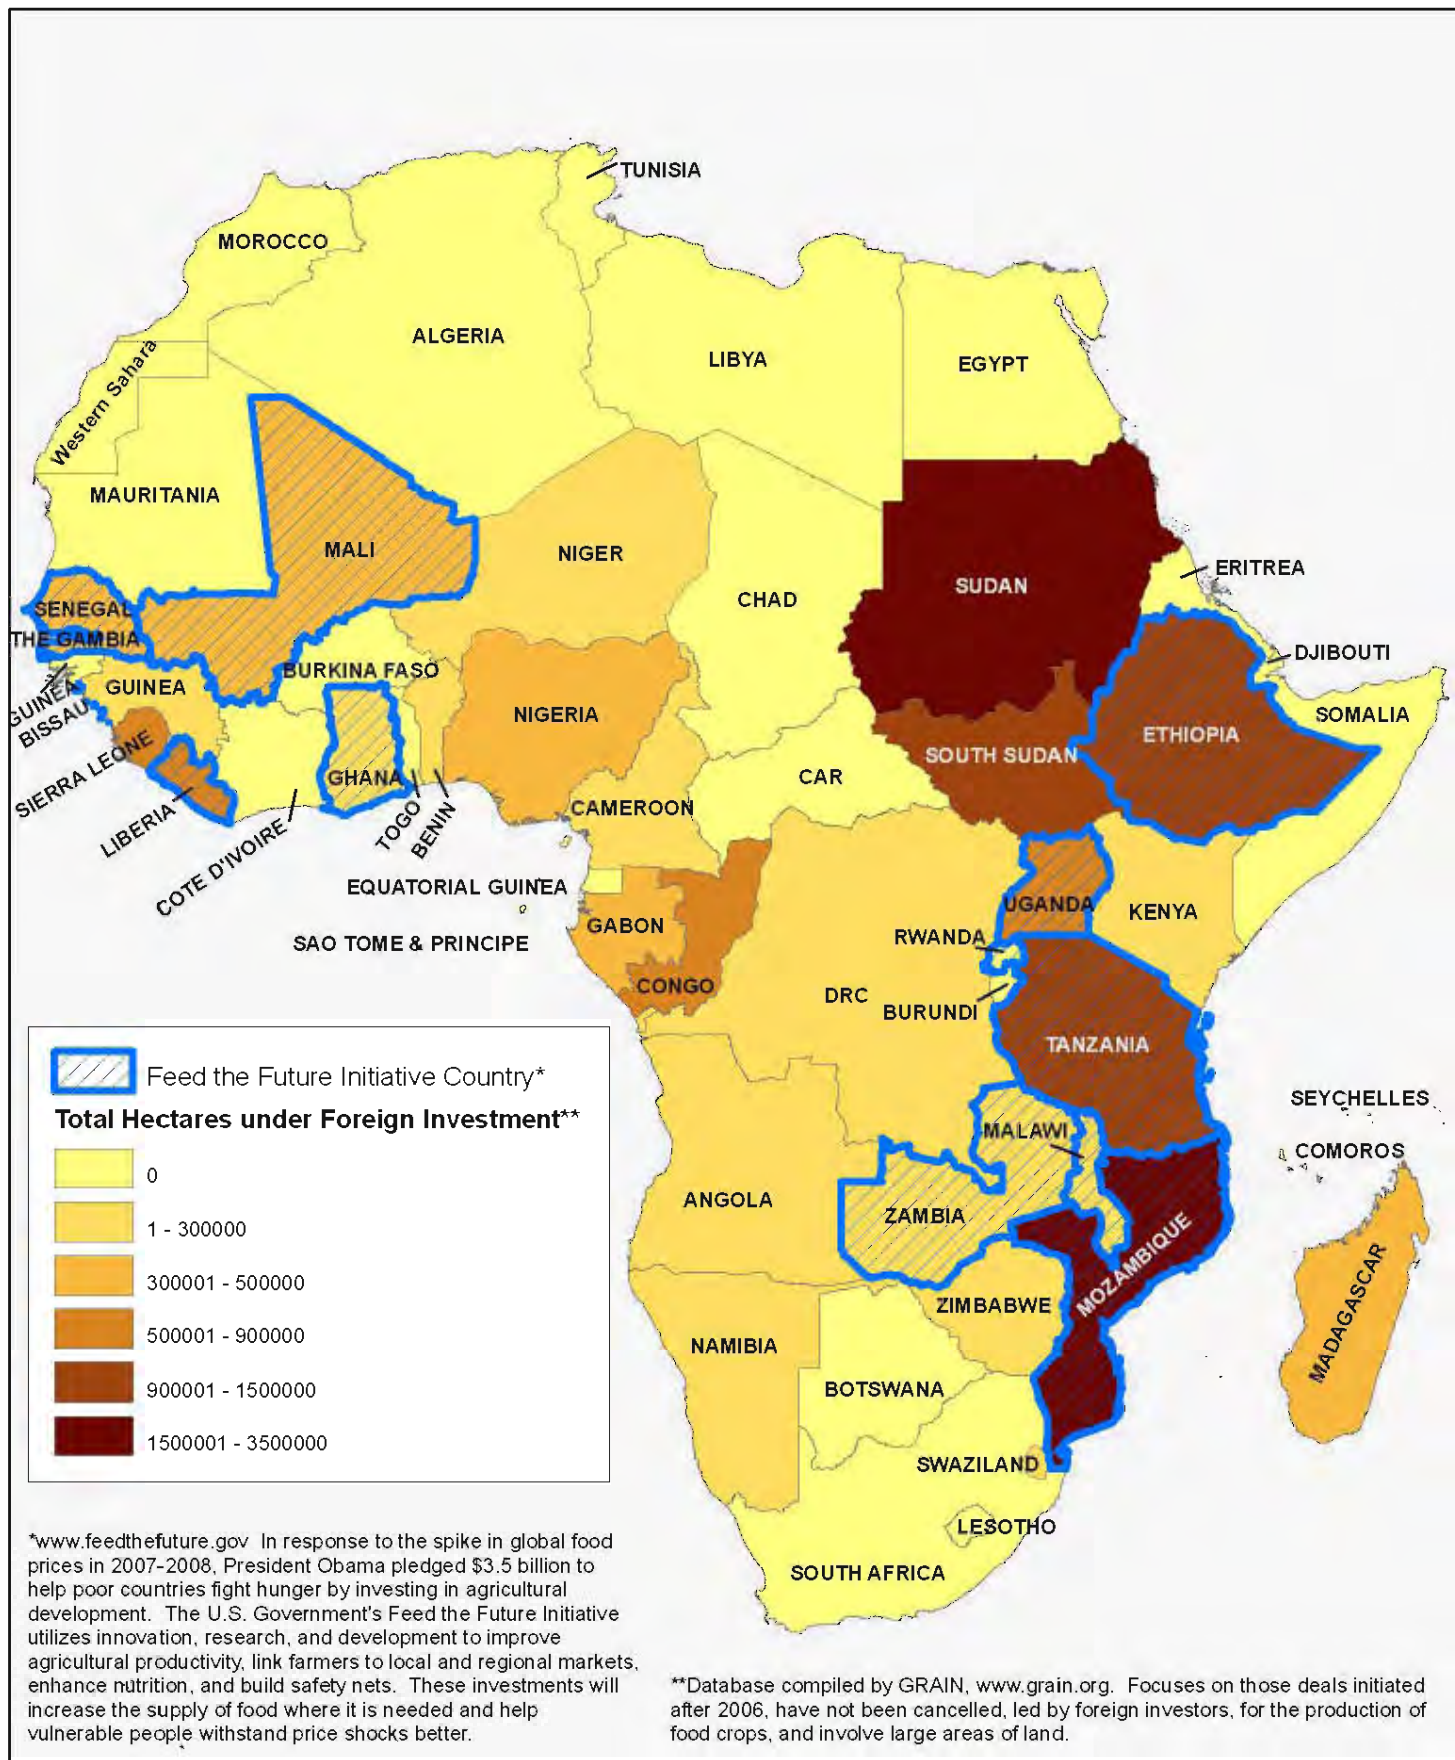 TUNISIA
MOROCCO
ALGERIA
LIBYA
EGYPT
Western Sahara
MAURITANIA
MALI
NIGER
CHAD
SUDAN
ERITREA
SENEGAL
THE GAMBIA
DJIBOUTI
BURKINA FASO
GUINEA
GUINEA
BISSAU
NIGERIA
SOMALIA
ETHIOPIA
SOUTH SUDAN
SIERRA LEONE
GHANA
CAR
LIBERIA
CAMEROON
TOGO
BENIN
COTE D'IVOIRE
EQUATORIAL GUINEA
UGANDA
KENYA
GABON
SAO TOME & PRINCIPE
RWANDA
CONGO
DRC
BURUNDI
TANZANIA
SEYCHELLES
MALAWI
COMOROS
ANGOLA
ZAMBIA
MOZAMBIQUE
ZIMBABWE
MADAGASCAR
NAMIBIA
BOTSWANA
SWAZILAND
LESOTHO
SOUTH AFRICA
Feed the Future Initiative Country*
Total Hectares under Foreign Investment**
0
1 - 300000
300001 - 500000
500001 - 900000
900001 - 1500000
1500001 - 3500000
*www.feedthefuture.gov In response to the spike in global food
prices in 2007-2008, President Obama pledged $3.5 billion to
help poor countries fight hunger by investing in agricultural
development. The U.S. Government's Feed the Future Initiative
utilizes innovation, research, and development to improve
agricultural productivity, link farmers to local and regional markets,
enhance nutrition, and build safety nets. These investments will
increase the supply of food where it is needed and help
vulnerable people withstand price shocks better.
**Database compiled by GRAIN, www.grain.org. Focuses on those deals initiated
after 2006, have not been cancelled, led by foreign investors, for the production of
food crops, and involve large areas of land.